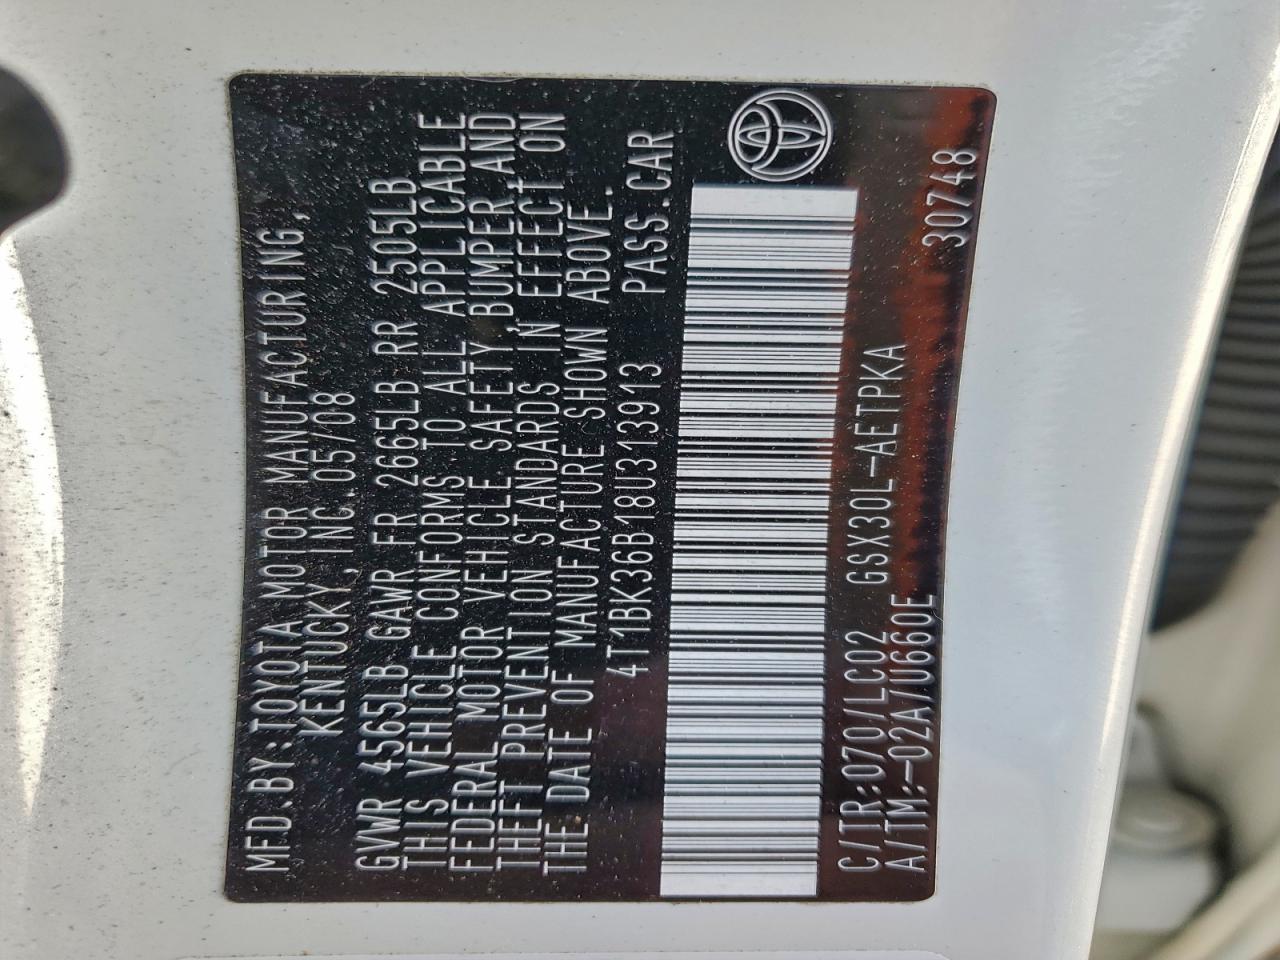 MFD.BY:TOYOTA MOTOR MANUFACTURING,
KENTUCKY, INC.05/08
GVWR 4565LB GAWR FR 2665LB RR 2505LB
THIS VEHICLE CONFORMS TO ALL APPLICABLE
FEDERAL MOTOR VEHICLE SAFETY, BUMPER, AND
THEFT PREVENTION STANDARDS IN EFFECT ON
THE DATE OF MANUFACTURE SHOWN ABOVE.
4T1BK36B18U313913 PASS.CAR
C/TR:070/LC02 GSX30L-AETPKA
A/TM:-02A/U660E 30748